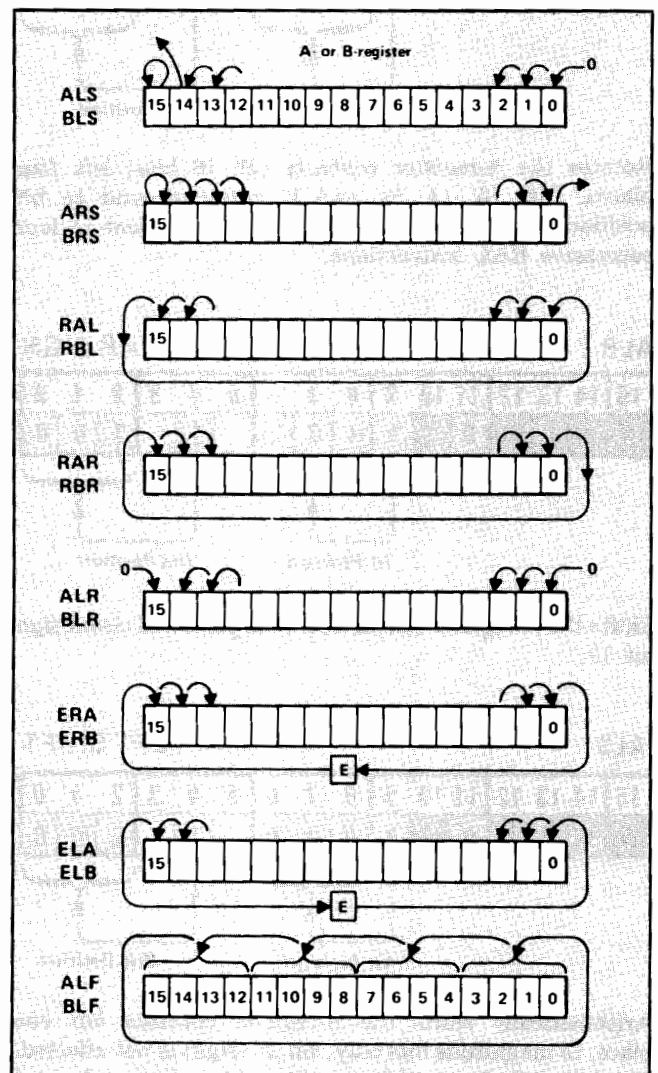 A- or B-register
0
ALS
BLS
15 14 13 12 11 10 9 8 7 6 5 4 3 2 1 0
ARS
BRS
15 0
RAL
RBL
15 0
RAR
RBR
15 0
0 0
ALR
BLR
15 0
ERA
ERB
15 0
E
ELA
ELB
15 0
E
ALF
BLF
15 14 13 12 11 10 9 8 7 6 5 4 3 2 1 0